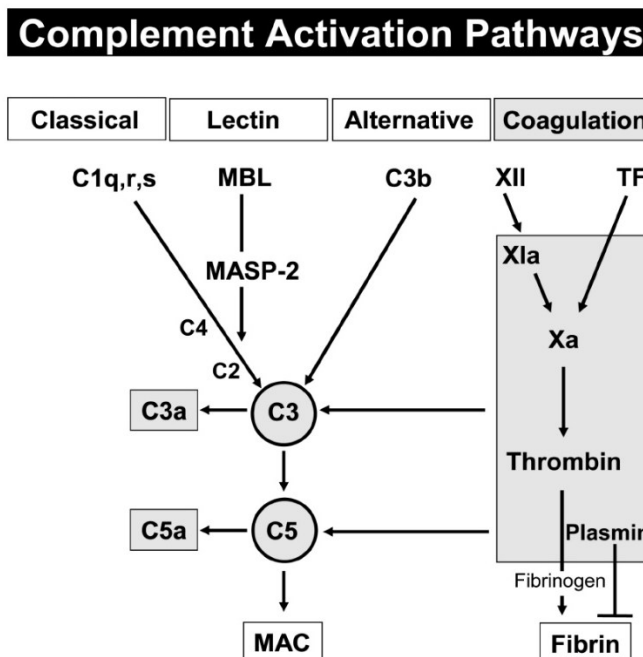 Complement Activation Pathways
Classical Lectin Alternative Coagulation
C1q,r,s MBL C3b XII TF
XIa
MASP-2
C4
Xa
C2
C3a C3
Thrombin
C5a C5
Plasmin
Fibrinogen
MAC Fibrin